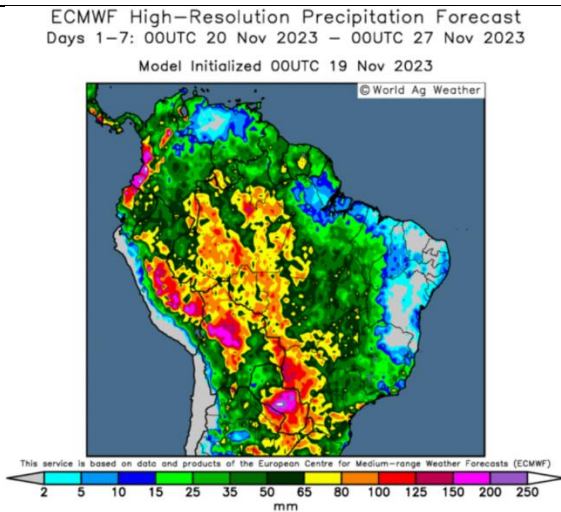 ECMWF High-Resolution Precipitation Forecast
Days 1-7: 00UTC 20 Nov 2023 - 00UTC 27 Nov 2023
Model Initialized 00UTC 19 Nov 2023
© World Ag Weather
This service is based on data and products of the European Centre for Medium-range Weather Forecasts (ECMWF)
2 5 10 15 25 35 50 65 80 100 125 150 200 250
mm